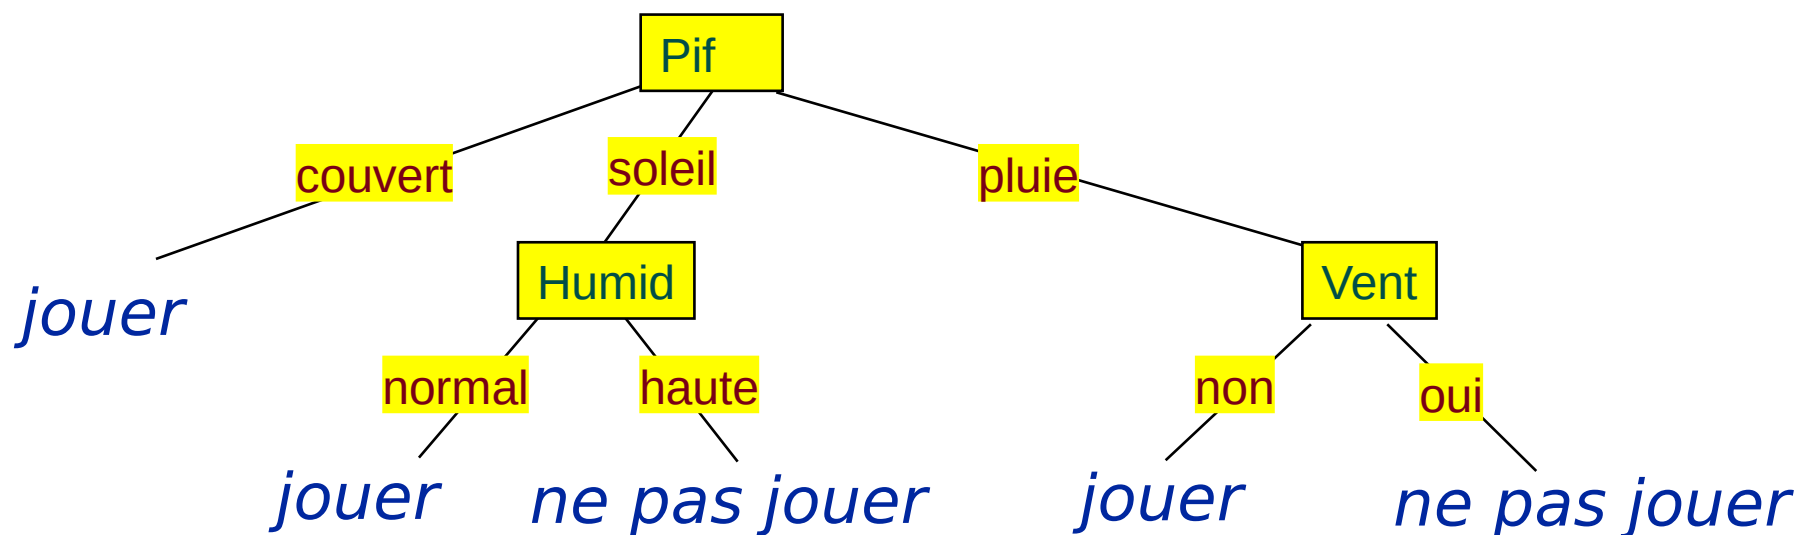 Pif
couvert
soleil
pluie
Humid
Vent
jouer
normal
haute
non
oui
jouer
ne pas jouer
jouer
ne pas jouer